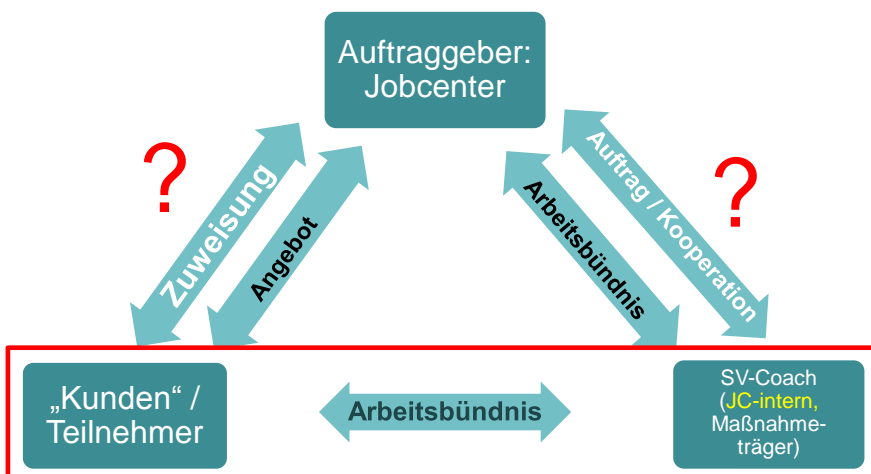 Auftraggeber:
Jobcenter
?
?
Zuweisung
Angebot
Arbeitsbündnis
Auftrag / Kooperation
„Kunden“ /
Teilnehmer
Arbeitsbündnis
SV-Coach
(JC-intern,
Maßnahme-
träger)